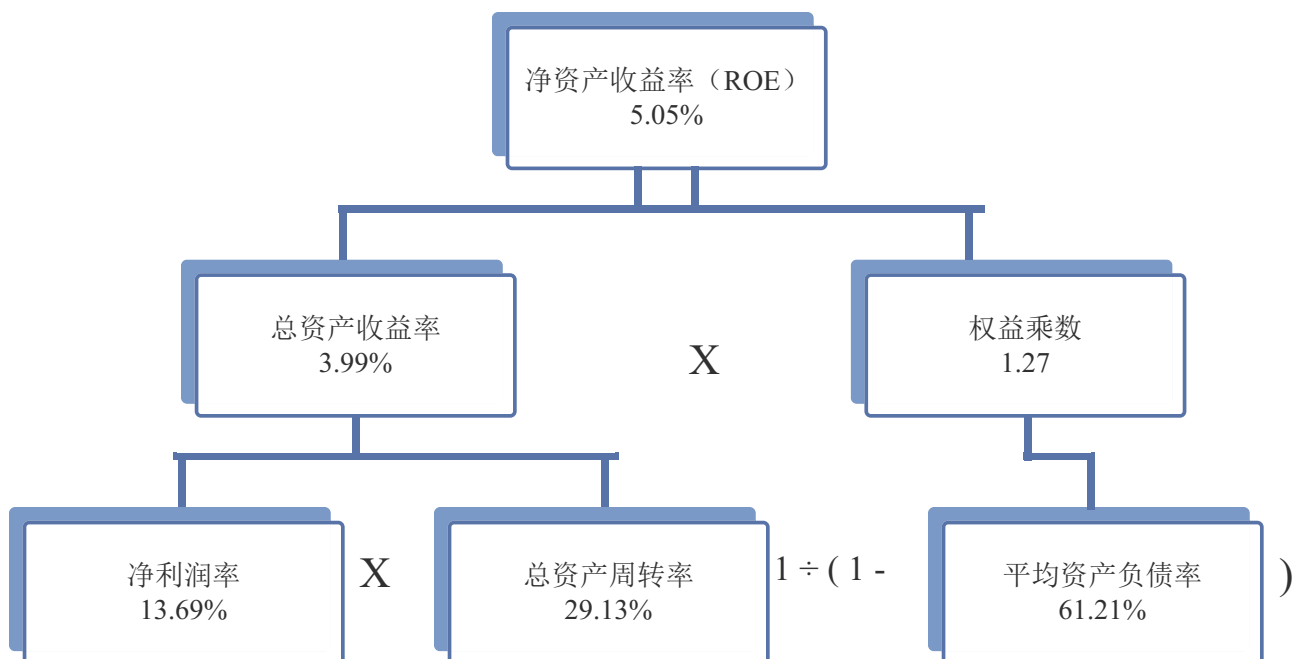 净资产收益率（ROE）
5.05%
总资产收益率
3.99%
X
权益乘数
1.27
净利润率
13.69%
X
总资产周转率
29.13%
1 ÷ ( 1 -
平均资产负债率
61.21%
)